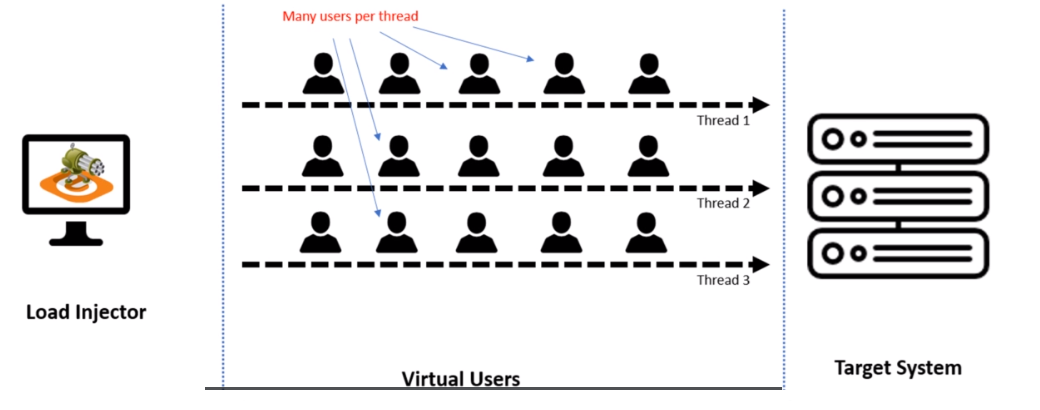 Many users per thread
Thread 1
Thread 2
Thread 3
Load Injector
Virtual Users
Target System